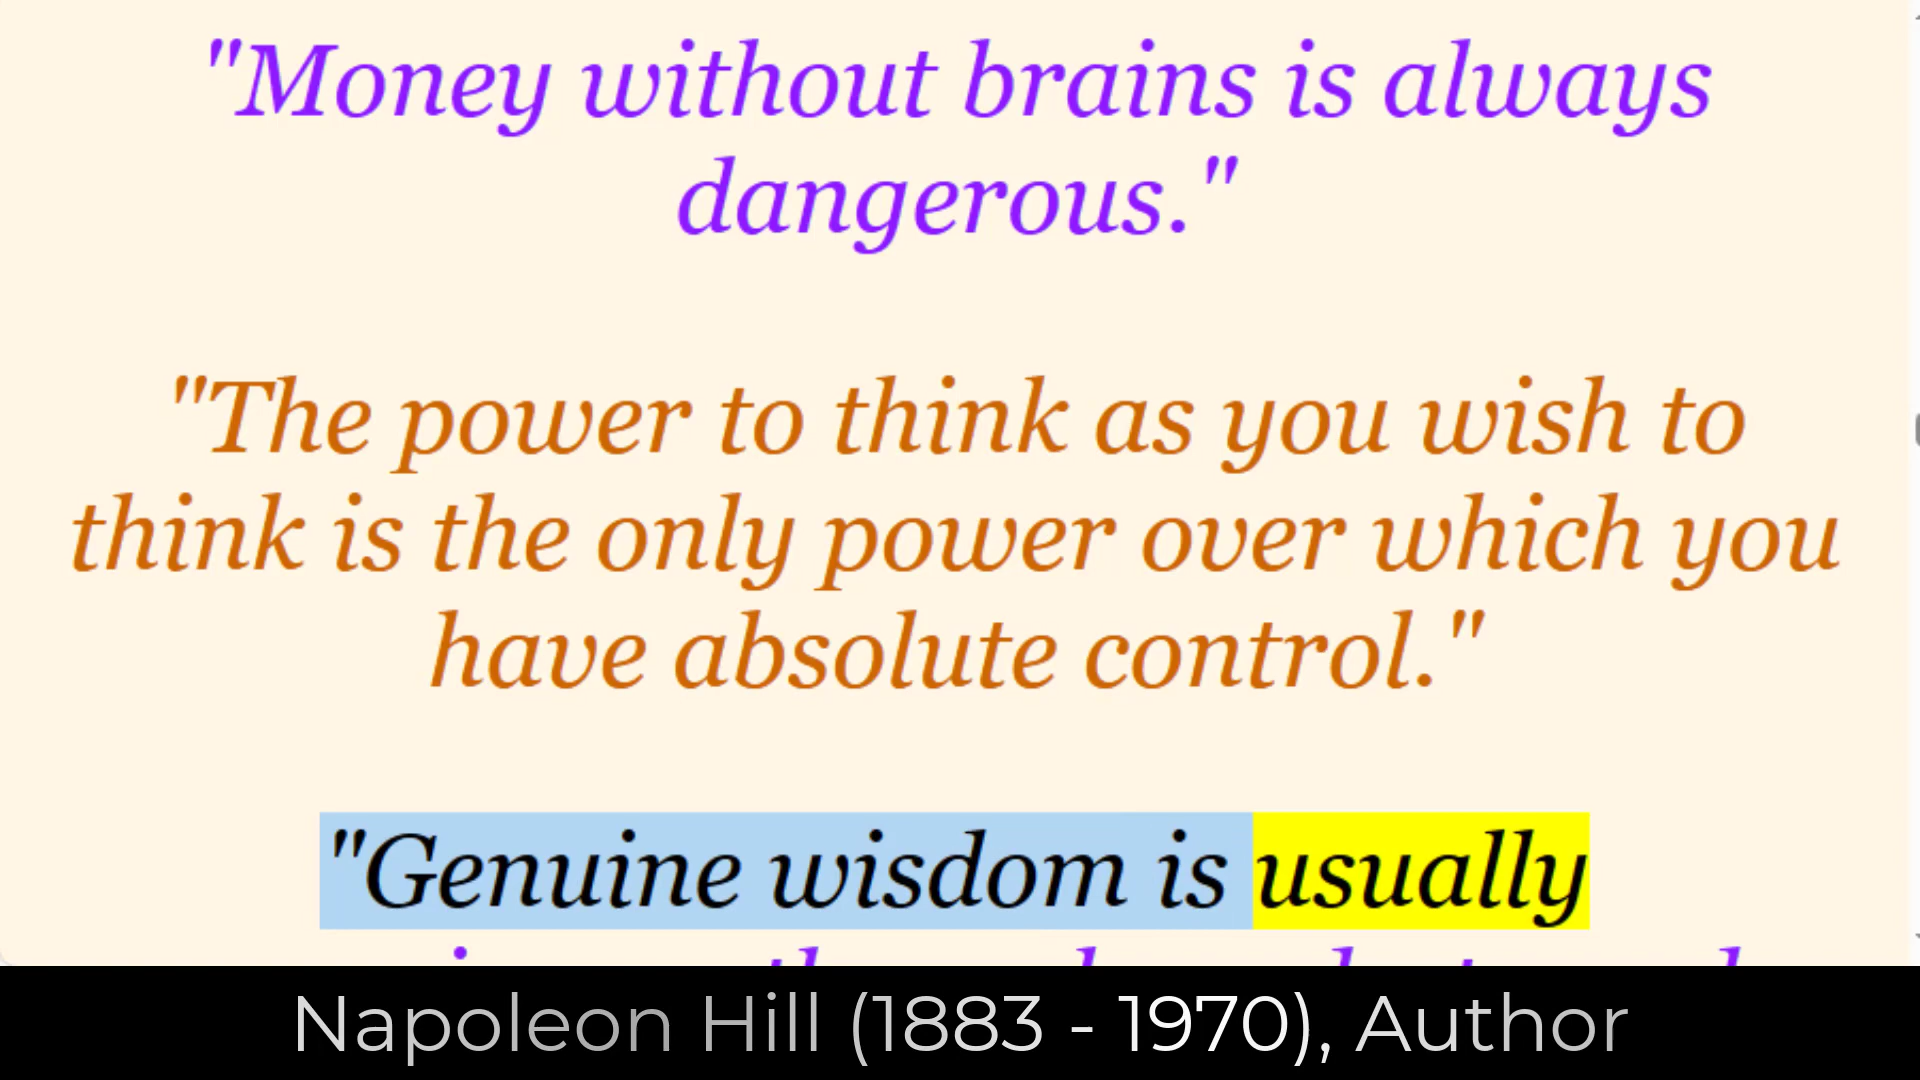 "Money without brains is always
dangerous."
"The power to think as you wish to
think is the only power over which you
have absolute control."
"Genuine wisdom is usually
Napoleon Hill (1883 - 1970), Author